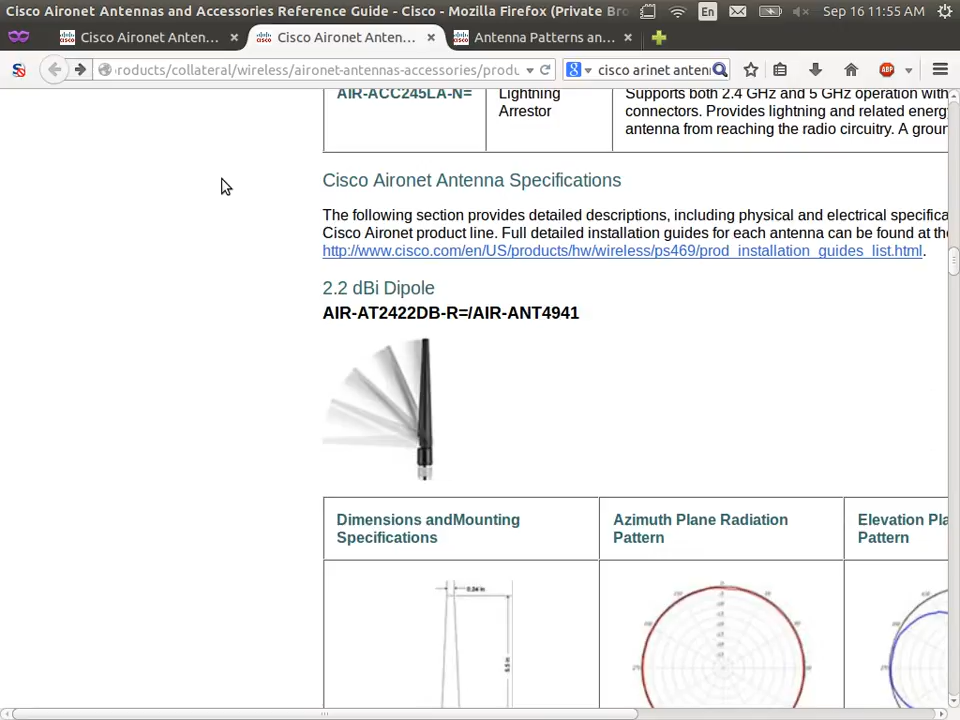 Cisco Aironet Antennas and Accessories Reference Guide - Cisco - Mozilla Firefox (Private Bro
En
Sep 16 11:55 AM
Cisco Aironet Anten...
Cisco Aironet Anten...
Antenna Patterns an...
roducts/collateral/wireless/aironet-antennas-accessories/produ
cisco arinet anten
ABP
AIR-ACC245LA-N=
Lightning
Arrestor
Supports both 2.4 GHz and 5 GHz operation with
connectors. Provides lightning and related energy
antenna from reaching the radio circuitry. A groun
Cisco Aironet Antenna Specifications
The following section provides detailed descriptions, including physical and electrical specifica
Cisco Aironet product line. Full detailed installation guides for each antenna can be found at the
http://www.cisco.com/en/US/products/hw/wireless/ps469/prod_installation_guides_list.html.
2.2 dBi Dipole
AIR-AT2422DB-R=/AIR-ANT4941
Dimensions andMounting
Specifications
Azimuth Plane Radiation
Pattern
Elevation Pla
Pattern